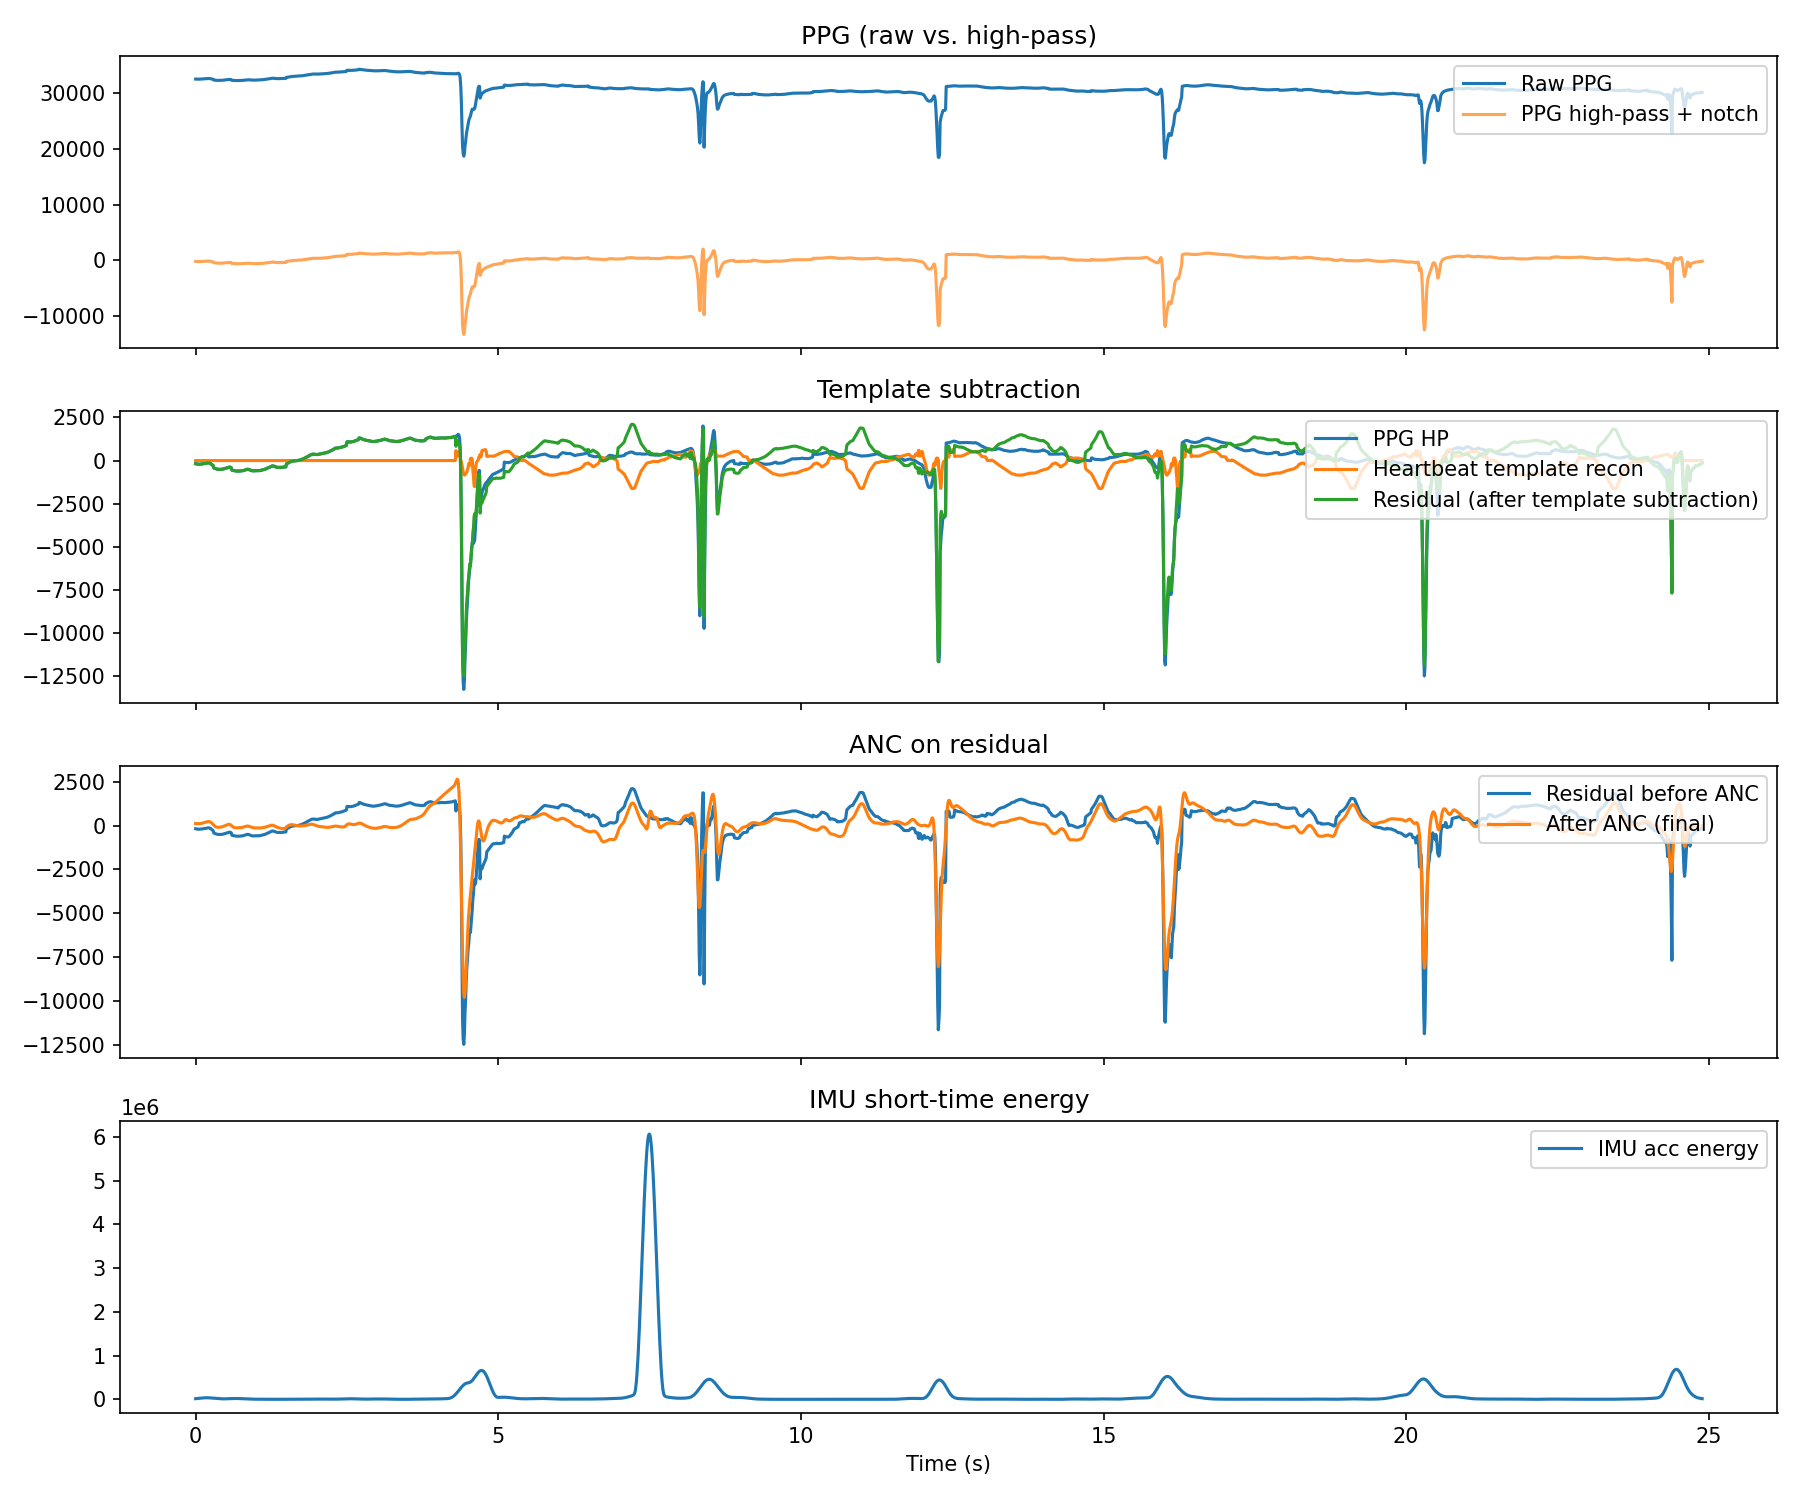 PPG (raw vs. high-pass)
30000
20000
10000
0
−10000
Raw PPG
PPG high-pass + notch
Template subtraction
2500
0
−2500
−5000
−7500
−10000
−12500
PPG HP
Heartbeat template recon
Residual (after template subtraction)
ANC on residual
2500
0
−2500
−5000
−7500
−10000
−12500
Residual before ANC
After ANC (final)
IMU short-time energy
1e6
6
5
4
3
2
1
0
IMU acc energy
0 5 10 15 20 25
Time (s)